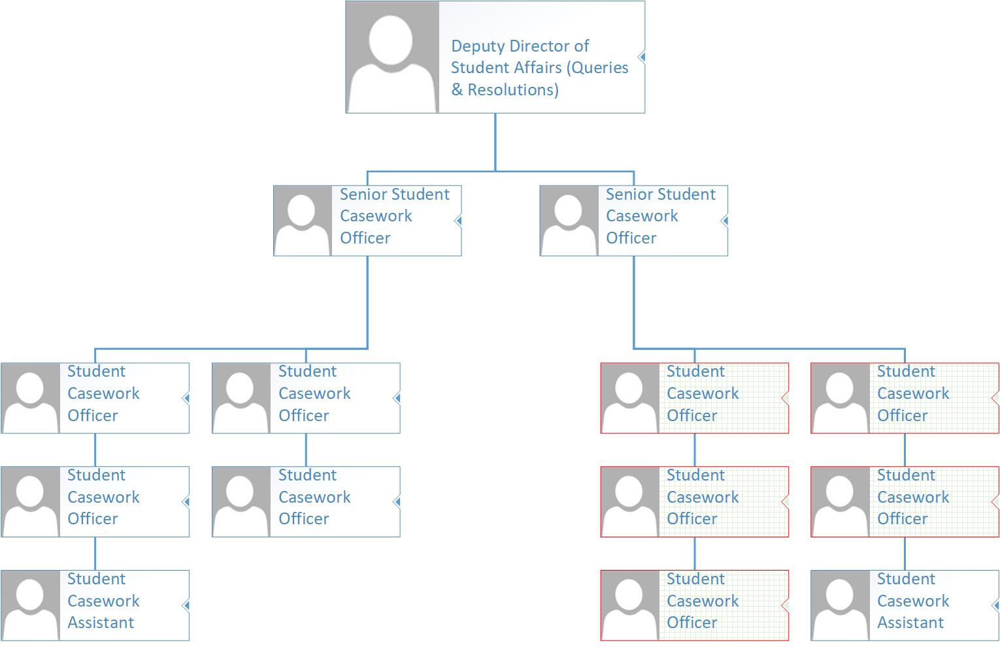 Deputy Director of
Student Affairs (Queries
& Resolutions)
Senior Student
Casework
Officer
Senior Student
Casework
Officer
Student
Casework
Officer
Student
Casework
Officer
Student
Casework
Officer
Student
Casework
Officer
Student
Casework
Officer
Student
Casework
Officer
Student
Casework
Officer
Student
Casework
Officer
Student
Casework
Assistant
Student
Casework
Officer
Student
Casework
Assistant